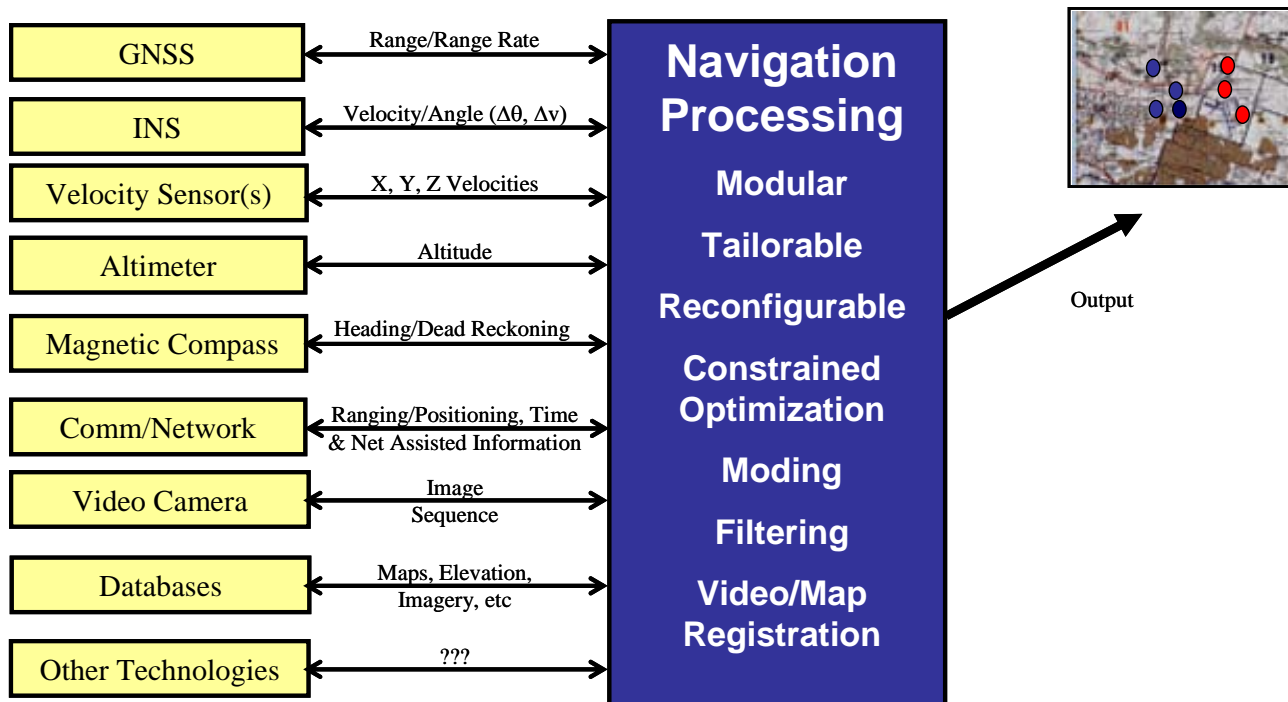 GNSS
Range/Range Rate
INS
Velocity/Angle (Δθ, Δv)
Velocity Sensor(s)
X, Y, Z Velocities
Altimeter
Altitude
Magnetic Compass
Heading/Dead Reckoning
Comm/Network
Ranging/Positioning, Time
& Net Assisted Information
Video Camera
Image
Sequence
Databases
Maps, Elevation,
Imagery, etc
Other Technologies
???
Navigation
Processing
Modular
Tailorable
Reconfigurable
Constrained
Optimization
Moding
Filtering
Video/Map
Registration
Output